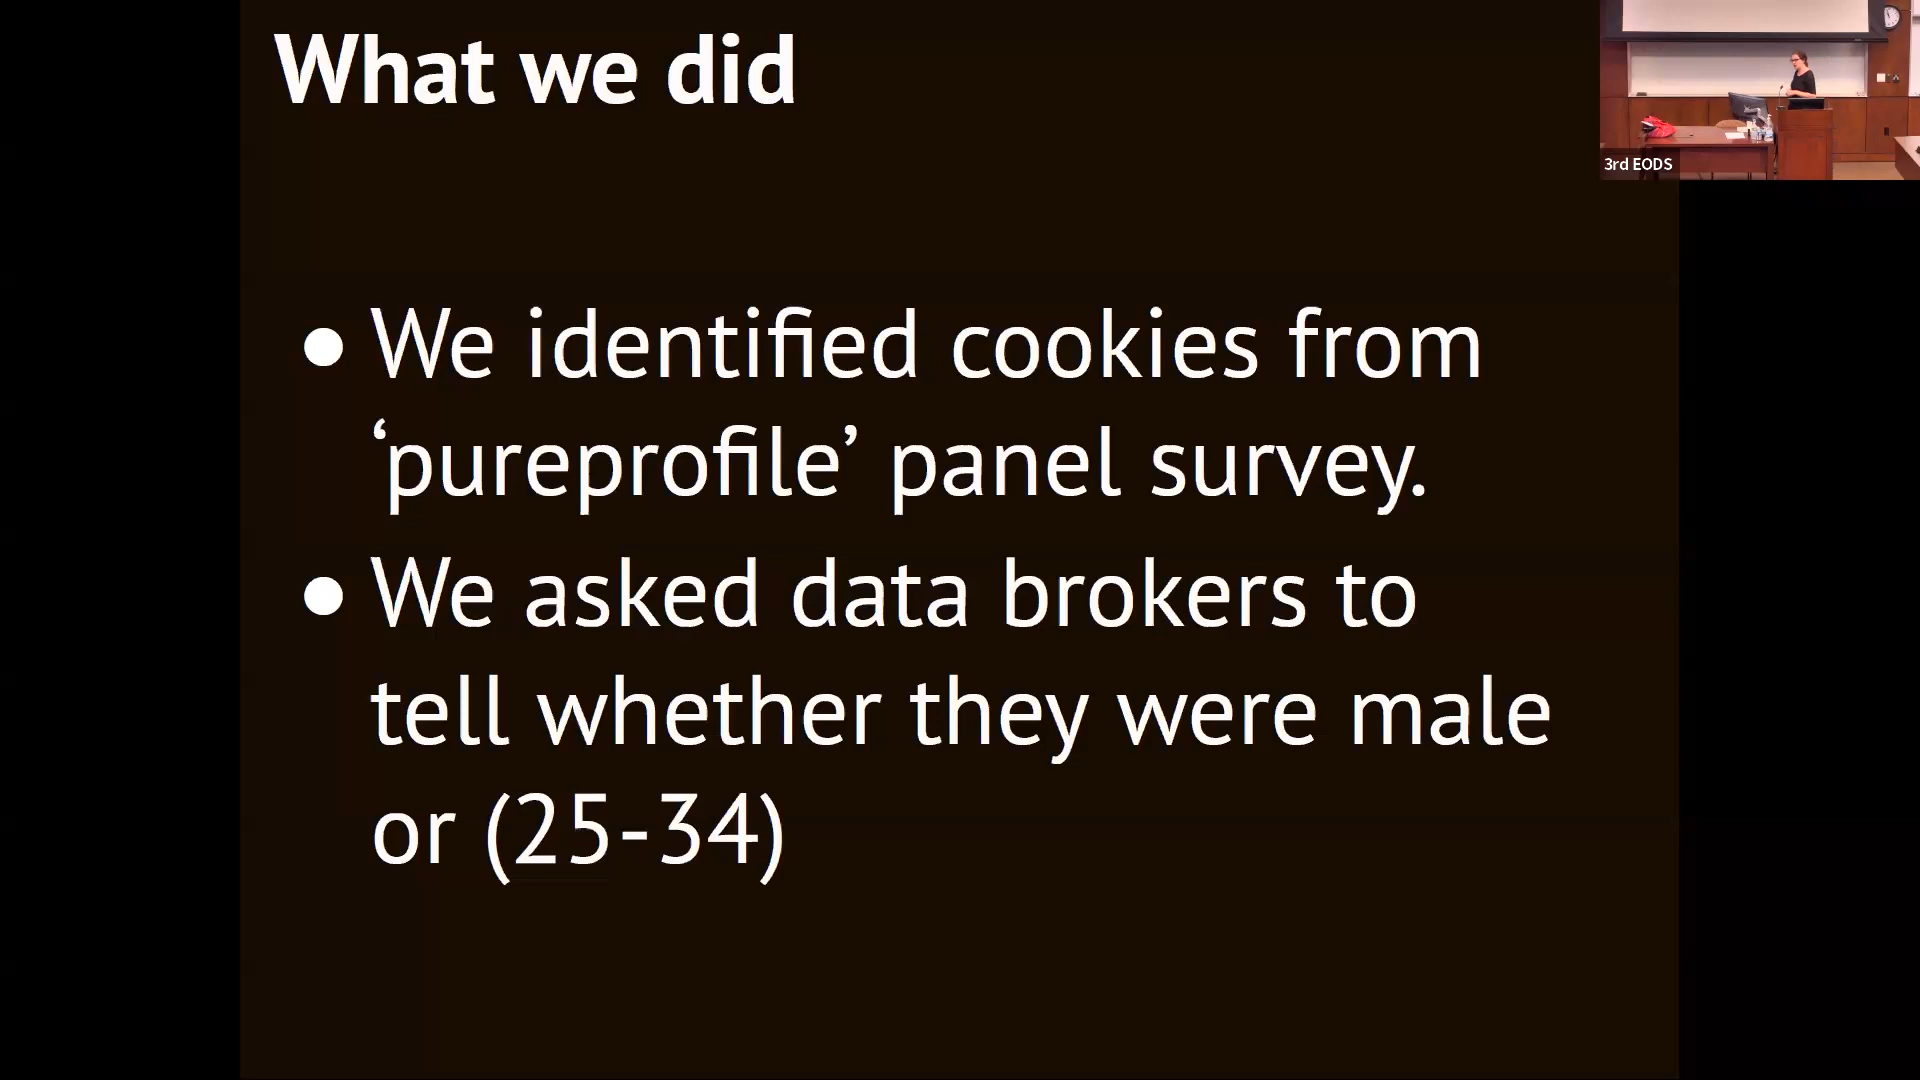 What we did
3rd EODS
● We identified cookies from
‘pureprofile’ panel survey.
● We asked data brokers to
tell whether they were male
or (25-34)